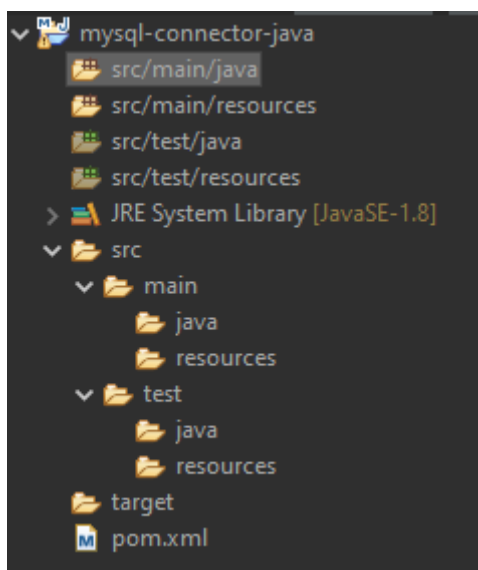 mysql-connector-java
src/main/java
src/main/resources
src/test/java
src/test/resources
JRE System Library [JavaSE-1.8]
src
main
java
resources
test
java
resources
target
pom.xml